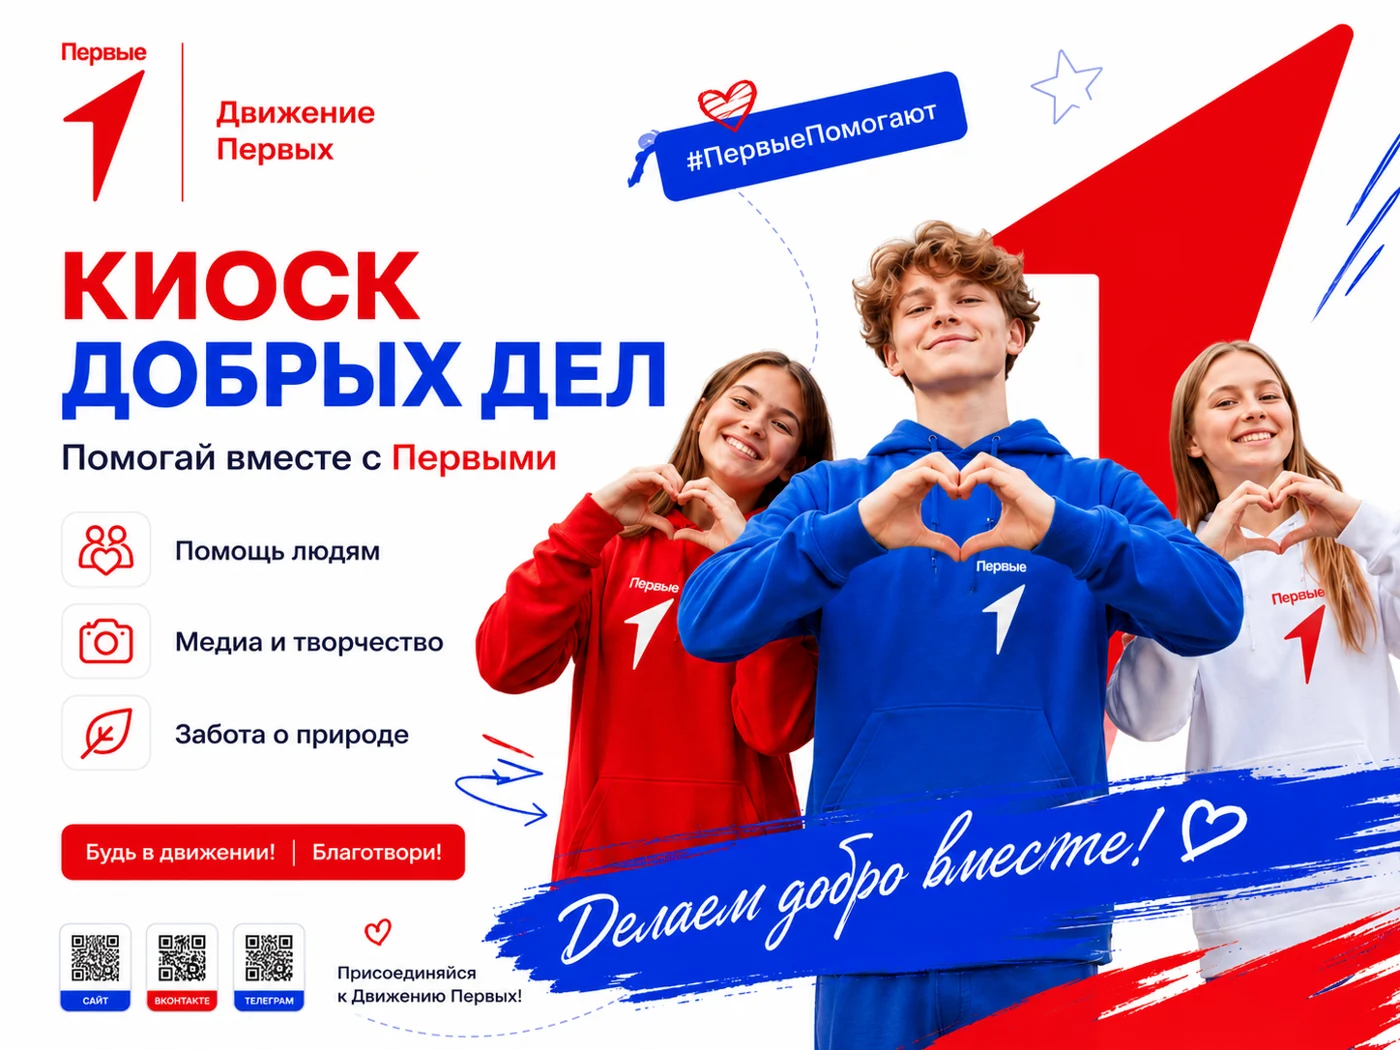 Первые
Движение
Первых
#ПервыеПомогают
КИОСК
ДОБРЫХ ДЕЛ
Помогай вместе с Первыми
Помощь людям
Медиа и творчество
Забота о природе
Первые
Первые
Первые
Будь в движении! | Благотвори!
Делаем добро вместе!
САЙТ
ВКОНТАКТЕ
ТЕЛЕГРАМ
Присоединяйся
к Движению Первых!